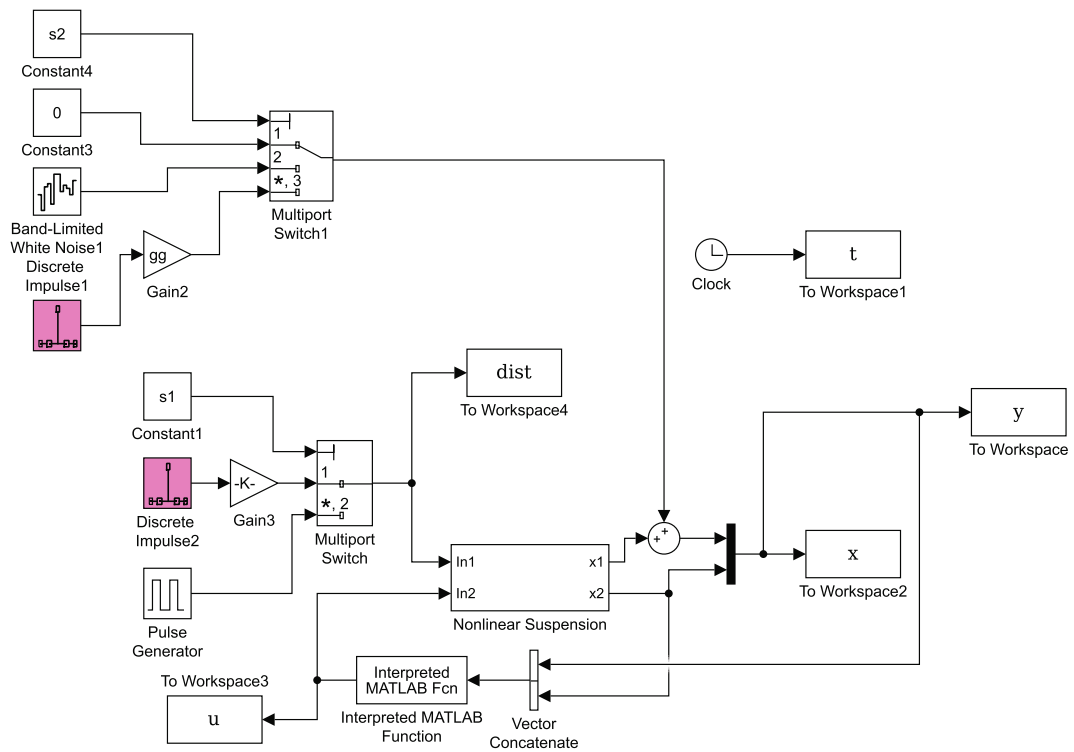 s2
Constant4
0
Constant3
1
2
*, 3
Multiport
Switch1
Band-Limited
White Noise1
Discrete
Impulse1
gg
Gain2
Clock
t
To Workspace1
dist
To Workspace4
s1
Constant1
1
*, 2
Multiport
Switch
-K-
Gain3
Discrete
Impulse2
y
To Workspace
+
+
x
To Workspace2
In1
In2
x1
x2
Nonlinear Suspension
Pulse
Generator
To Workspace3
u
Interpreted
MATLAB Fcn
Interpreted MATLAB
Function
Vector
Concatenate